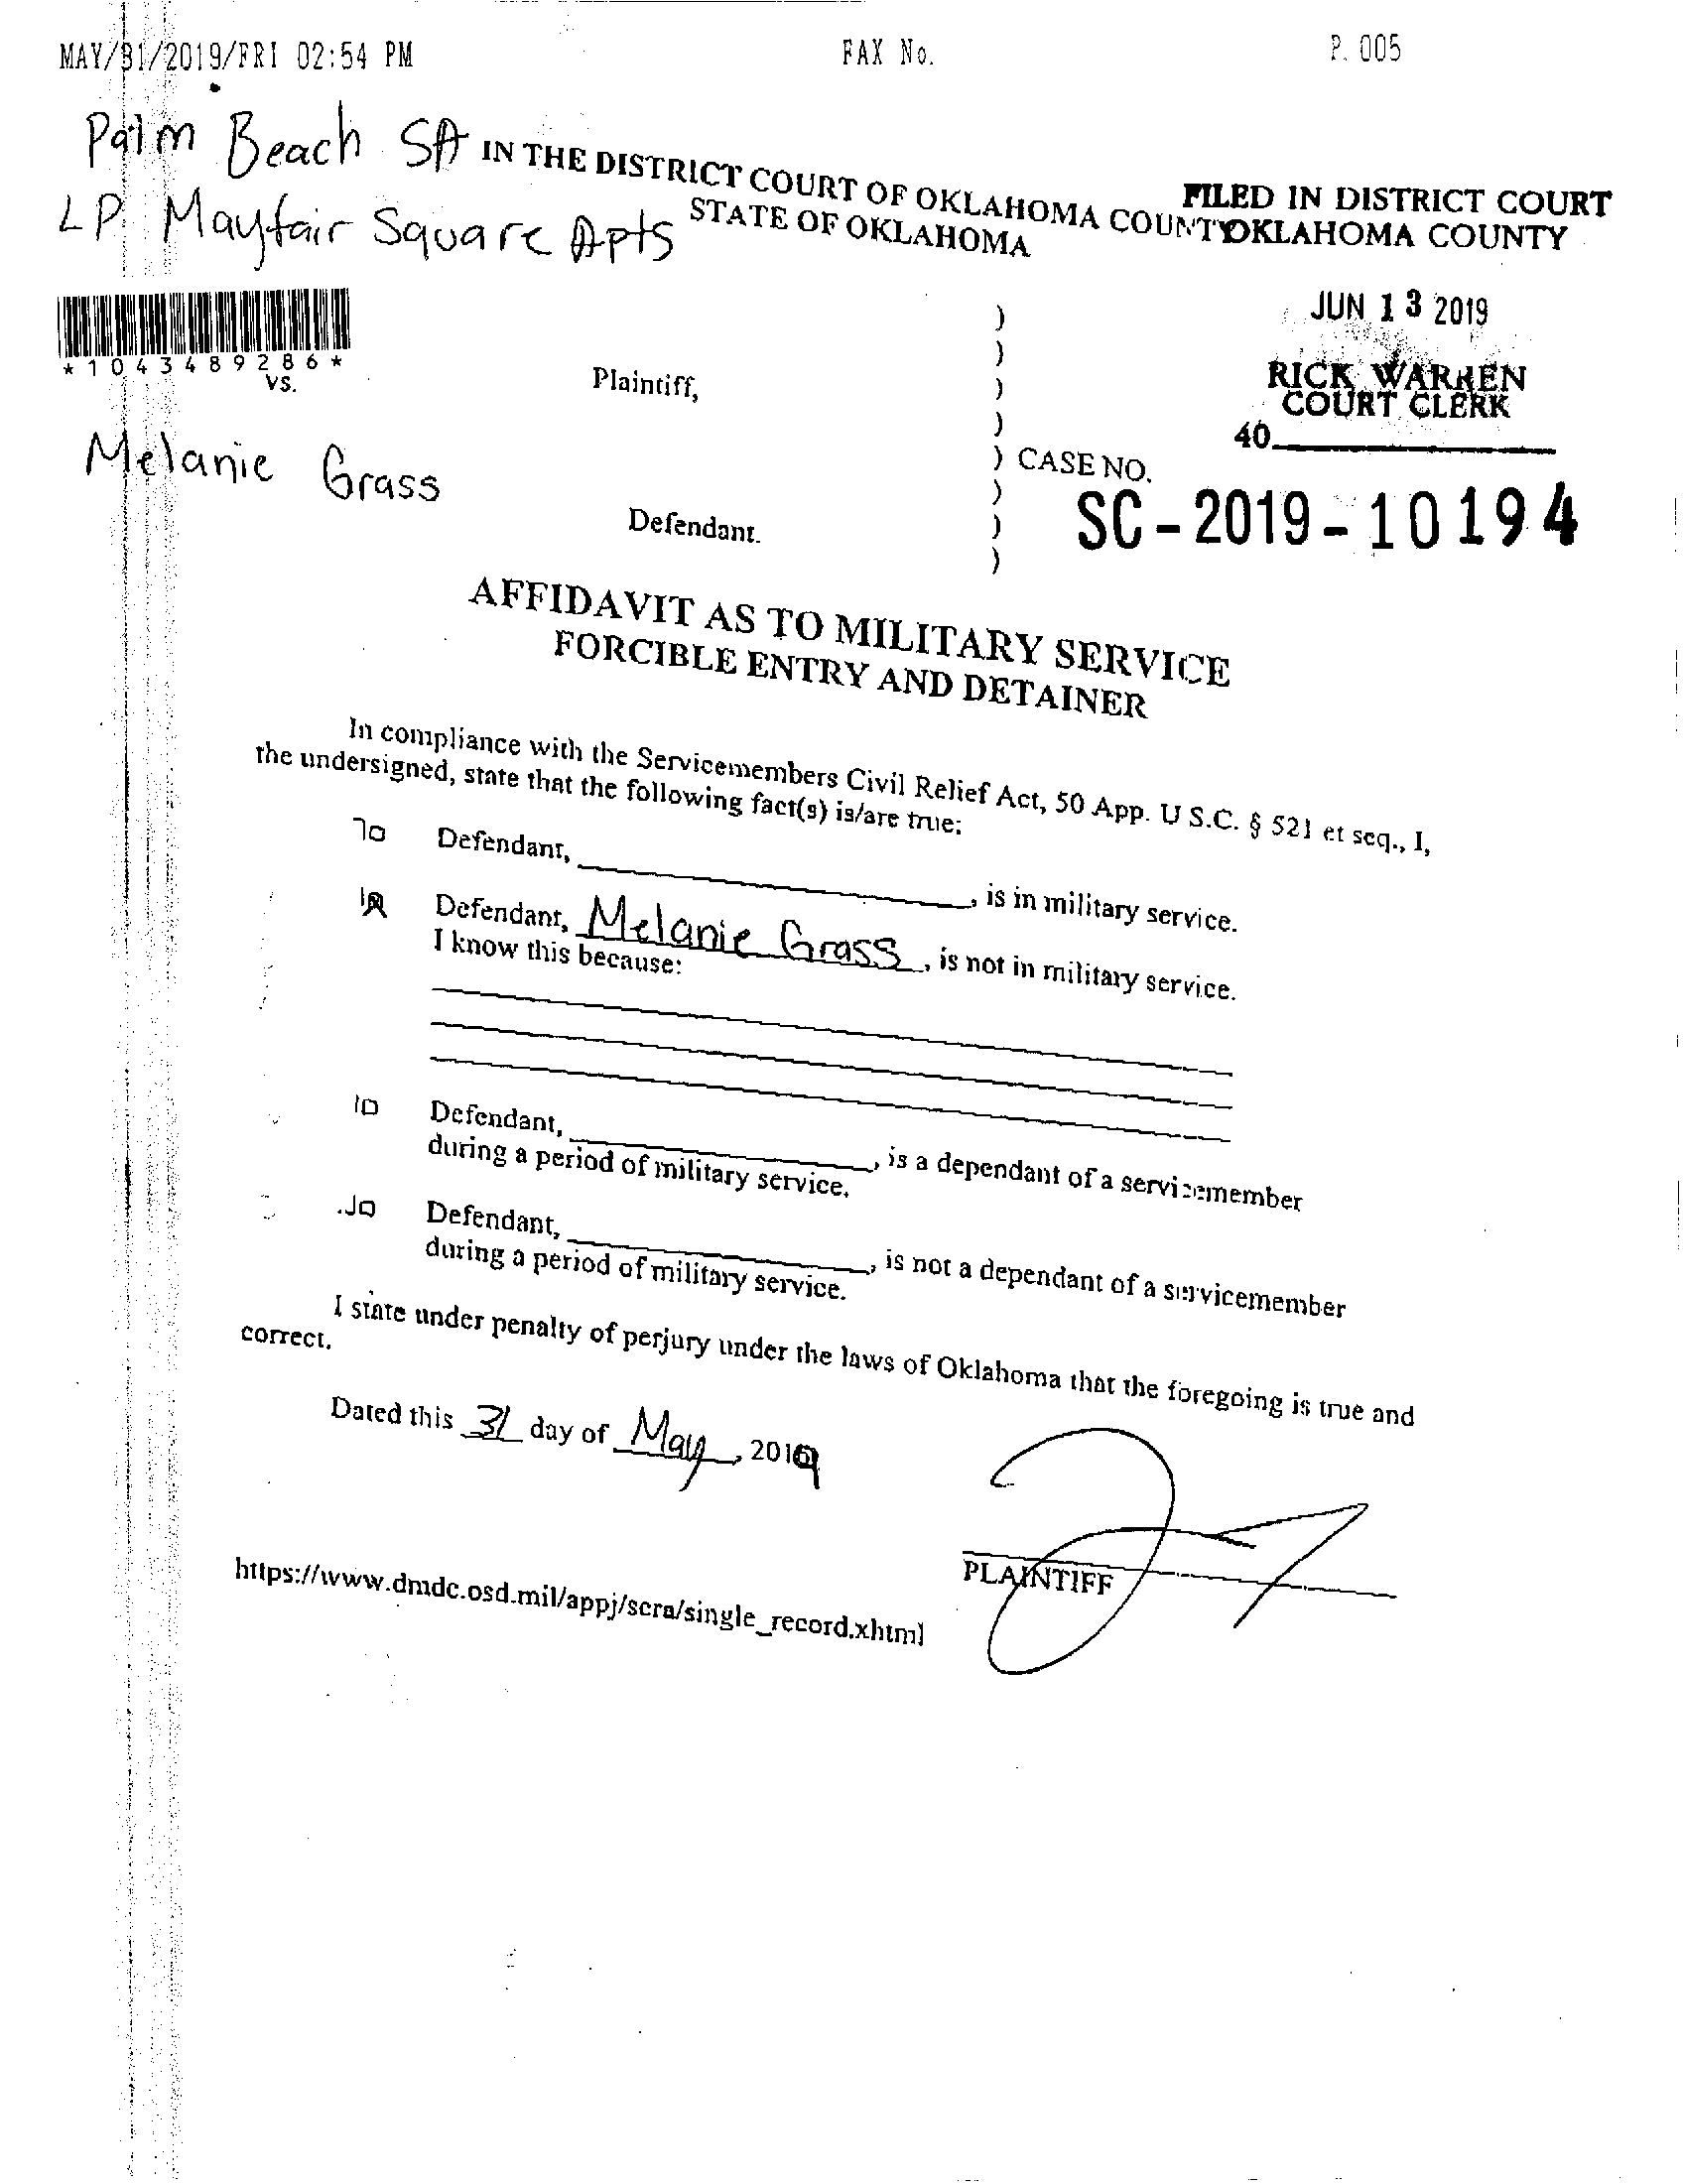 MAY/31/2019/FRI 02:54 PM FAX No. P. 005
Palm Beach SA
LP Mayfair Square Apts
IN THE DISTRICT COURT OF OKLAHOMA COUNTY
STATE OF OKLAHOMA
FILED IN DISTRICT COURT
OKLAHOMA COUNTY
JUN 13 2019
RICK WARREN
COURT CLERK
40
*1043489286*
Plaintiff,
vs.
Melanie Grass
Defendant.
)
)
)
)
) CASE NO.
)
)
)
SC-2019-10194
AFFIDAVIT AS TO MILITARY SERVICE
FORCIBLE ENTRY AND DETAINER
In compliance with the Servicemembers Civil Relief Act, 50 App. U S.C. § 521 et seq., I,
the undersigned, state that the following fact(s) is/are true:
Defendant, , is in military service.
Defendant, Melanie Grass, is not in military service.
I know this because:
Defendant, , is a dependant of a servicemember
during a period of military service.
Defendant, , is not a dependant of a servicemember
during a period of military service.
I state under penalty of perjury under the laws of Oklahoma that the foregoing is true and
correct.
Dated this 31 day of May, 2019
PLAINTIFF
https://www.dmdc.osd.mil/appj/scra/single_record.xhtml